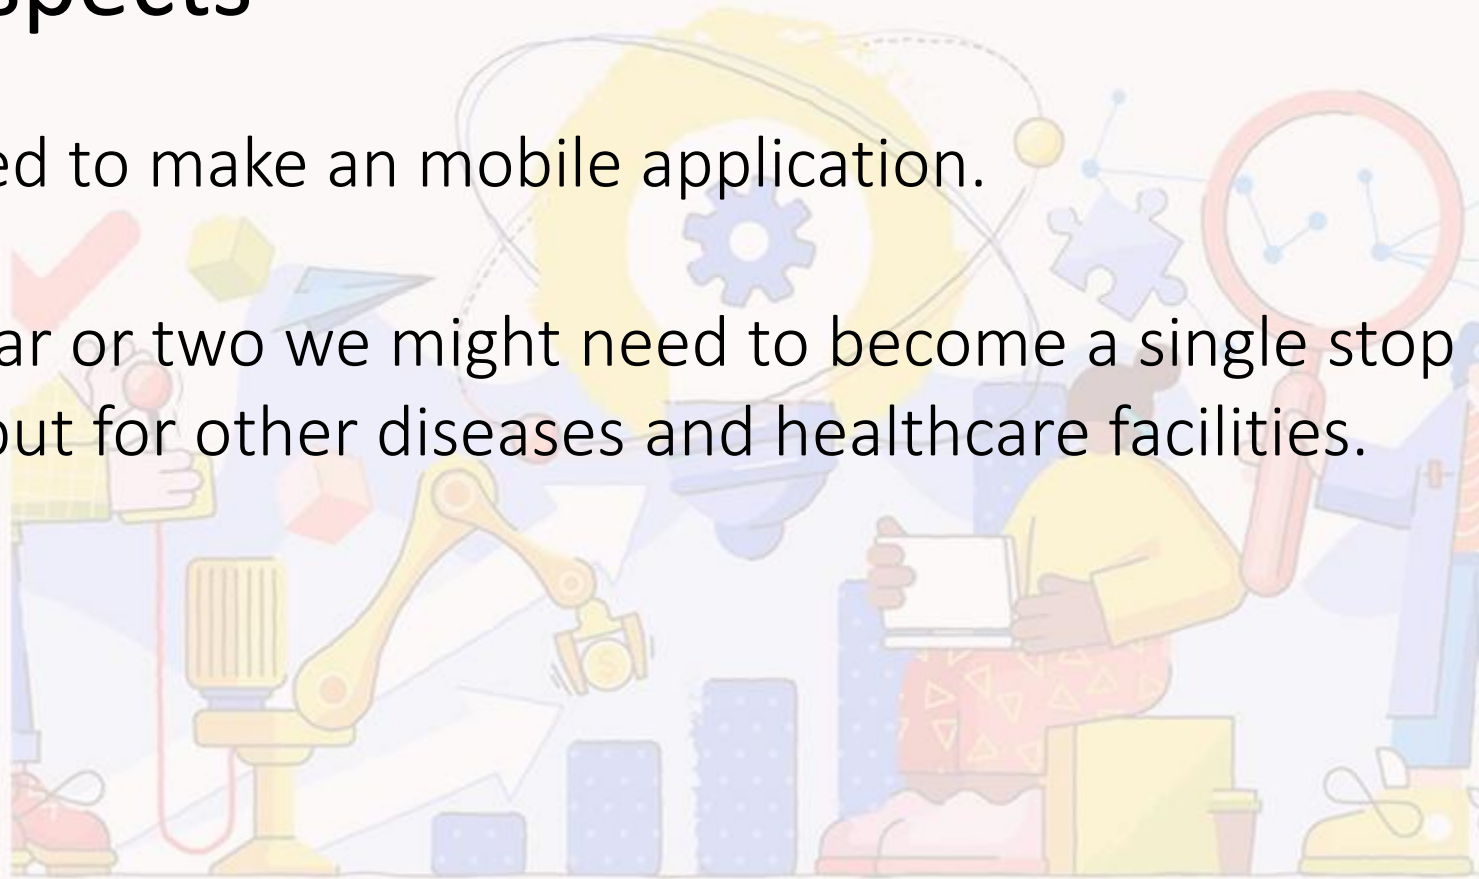 spects
ed to make an mobile application.
ar or two we might need to become a single stop
out for other diseases and healthcare facilities.